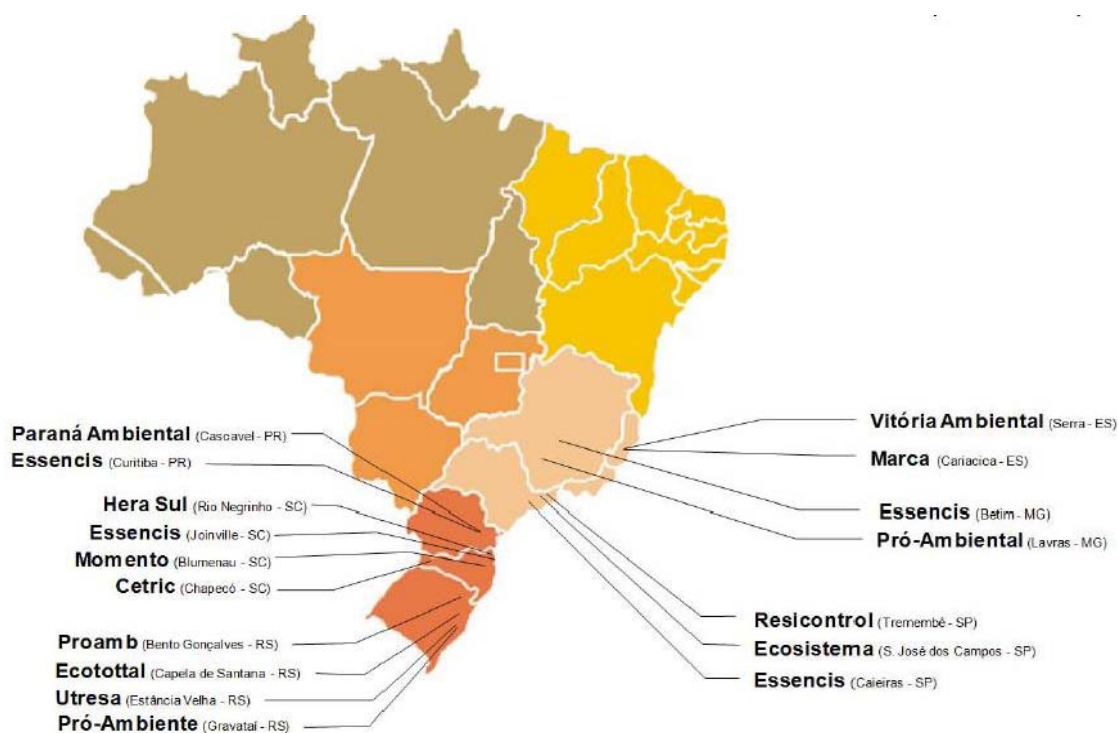 Paraná Ambiental (Cascavel - PR)
Essencis (Curitiba - PR)
Hera Sul (Rio Negrinho - SC)
Essencis (Joinville - SC)
Momento (Blumenau - SC)
Cetric (Chapecó - SC)
Proamb (Bento Gonçalves - RS)
Ecotottal (Capela de Santana - RS)
Utresa (Estância Velha - RS)
Pró-Ambiente (Gravataí - RS)
Vitória Ambiental (Serra - ES)
Marca (Cariacica - ES)
Essencis (Betim - MG)
Pró-Ambiental (Lavras - MG)
Resicontrol (Tremembé - SP)
Ecosistema (S. José dos Campos - SP)
Essencis (Caieiras - SP)